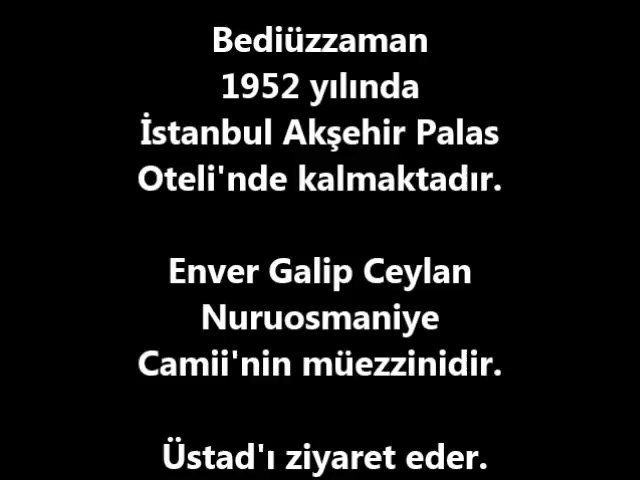 Bediüzzaman
1952 yılında
İstanbul Akşehir Palas
Oteli'nde kalmaktadır.
Enver Galip Ceylan
Nuruosmaniye
Camii'nin müezzinidir.
Üstad'ı ziyaret eder.